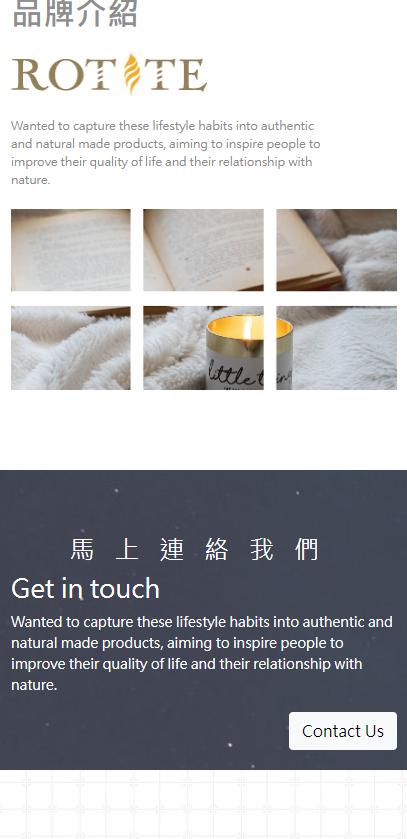 品牌介紹
ROTATE
Wanted to capture these lifestyle habits into authentic
and natural made products, aiming to inspire people to
improve their quality of life and their relationship with
nature.
little thing
馬上連絡我們
Get in touch
Wanted to capture these lifestyle habits into authentic and
natural made products, aiming to inspire people to
improve their quality of life and their relationship with
nature.
Contact Us